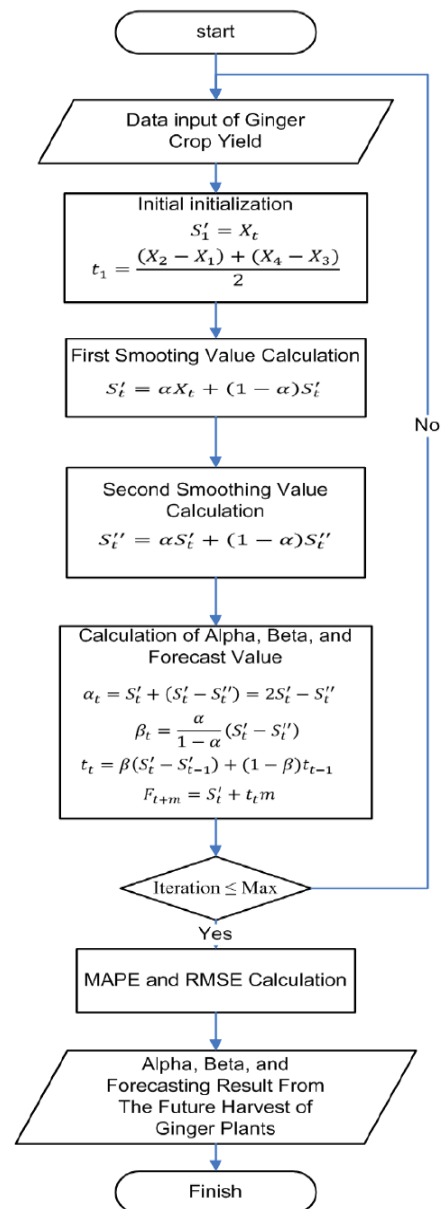 start
Data input of Ginger
Crop Yield
Initial initialization
S′₁ = Xₜ
t₁ = ((X₂ − X₁) + (X₄ − X₃)) / 2
First Smooting Value Calculation
S′ₜ = αXₜ + (1 − α)S′ₜ
Second Smoothing Value
Calculation
S′′ₜ = αS′ₜ + (1 − α)S′′ₜ
Calculation of Alpha, Beta, and
Forecast Value
αₜ = S′ₜ + (S′ₜ − S′′ₜ) = 2S′ₜ − S′′ₜ
βₜ = α / (1 − α) (S′ₜ − S′′ₜ)
tₜ = β(S′ₜ − S′ₜ₋₁) + (1 − β)tₜ₋₁
Fₜ₊ₘ = S′ₜ + tₜm
Iteration ≤ Max
No
Yes
MAPE and RMSE Calculation
Alpha, Beta, and
Forecasting Result From
The Future Harvest of
Ginger Plants
Finish